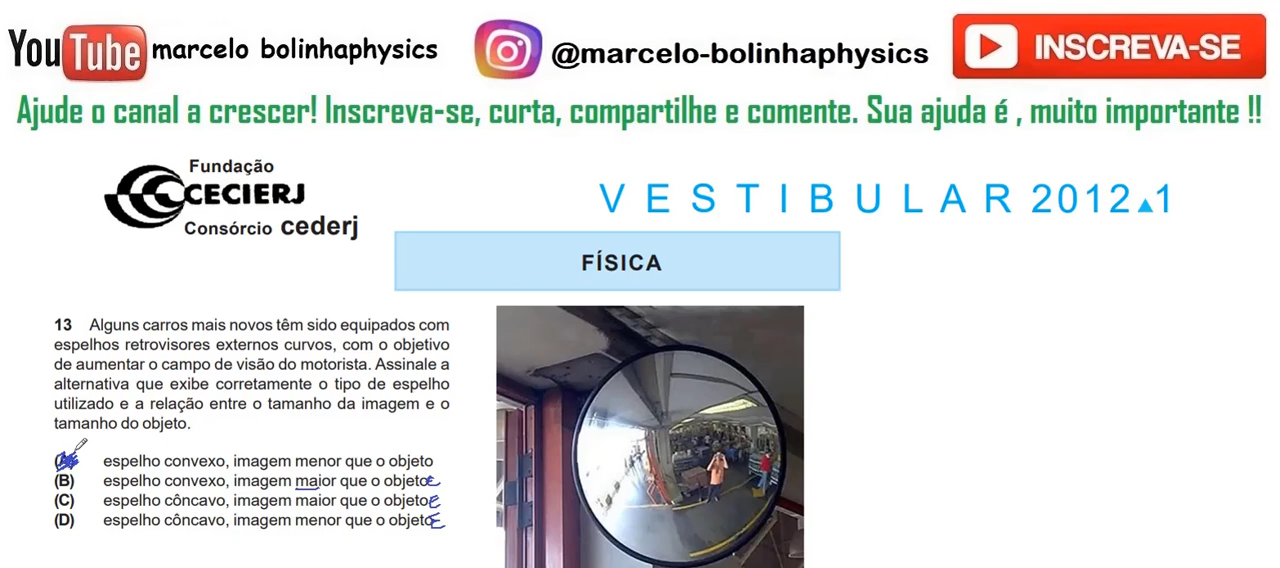 YouTube marcelo bolinhaphysics @marcelo-bolinhaphysics INSCREVA-SE
Ajude o canal a crescer! Inscreva-se, curta, compartilhe e comente. Sua ajuda é , muito importante !!
Fundação
CECIERJ
Consórcio cederj
VESTIBULAR 2012▲1
FÍSICA
13 Alguns carros mais novos têm sido equipados com
espelhos retrovisores externos curvos, com o objetivo
de aumentar o campo de visão do motorista. Assinale a
alternativa que exibe corretamente o tipo de espelho
utilizado e a relação entre o tamanho da imagem e o
tamanho do objeto.
(A) espelho convexo, imagem menor que o objeto
(B) espelho convexo, imagem maior que o objeto E
(C) espelho côncavo, imagem maior que o objeto E
(D) espelho côncavo, imagem menor que o objeto E